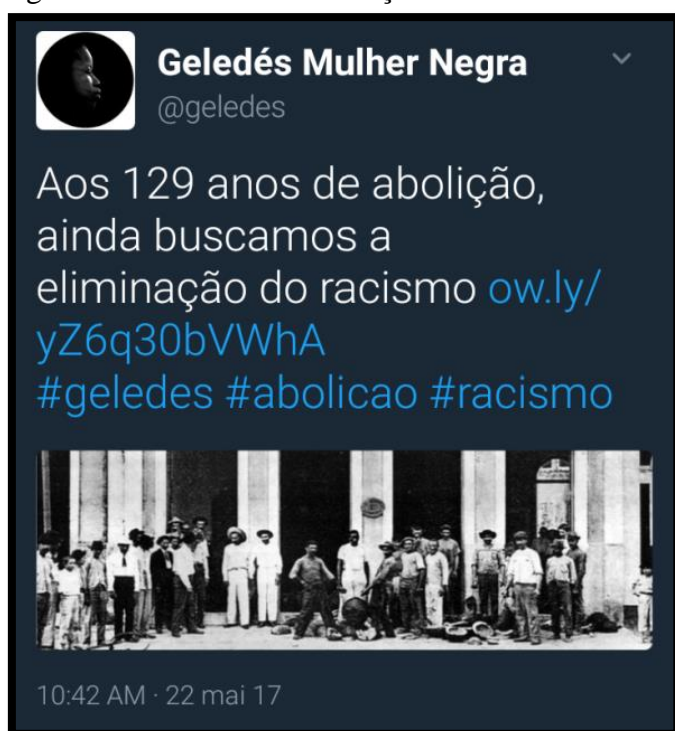 Geledés Mulher Negra
@geledes
Aos 129 anos de abolição,
ainda buscamos a
eliminação do racismo ow.ly/
yZ6q30bVWhA
#geledes #abolicao #racismo
10:42 AM · 22 mai 17